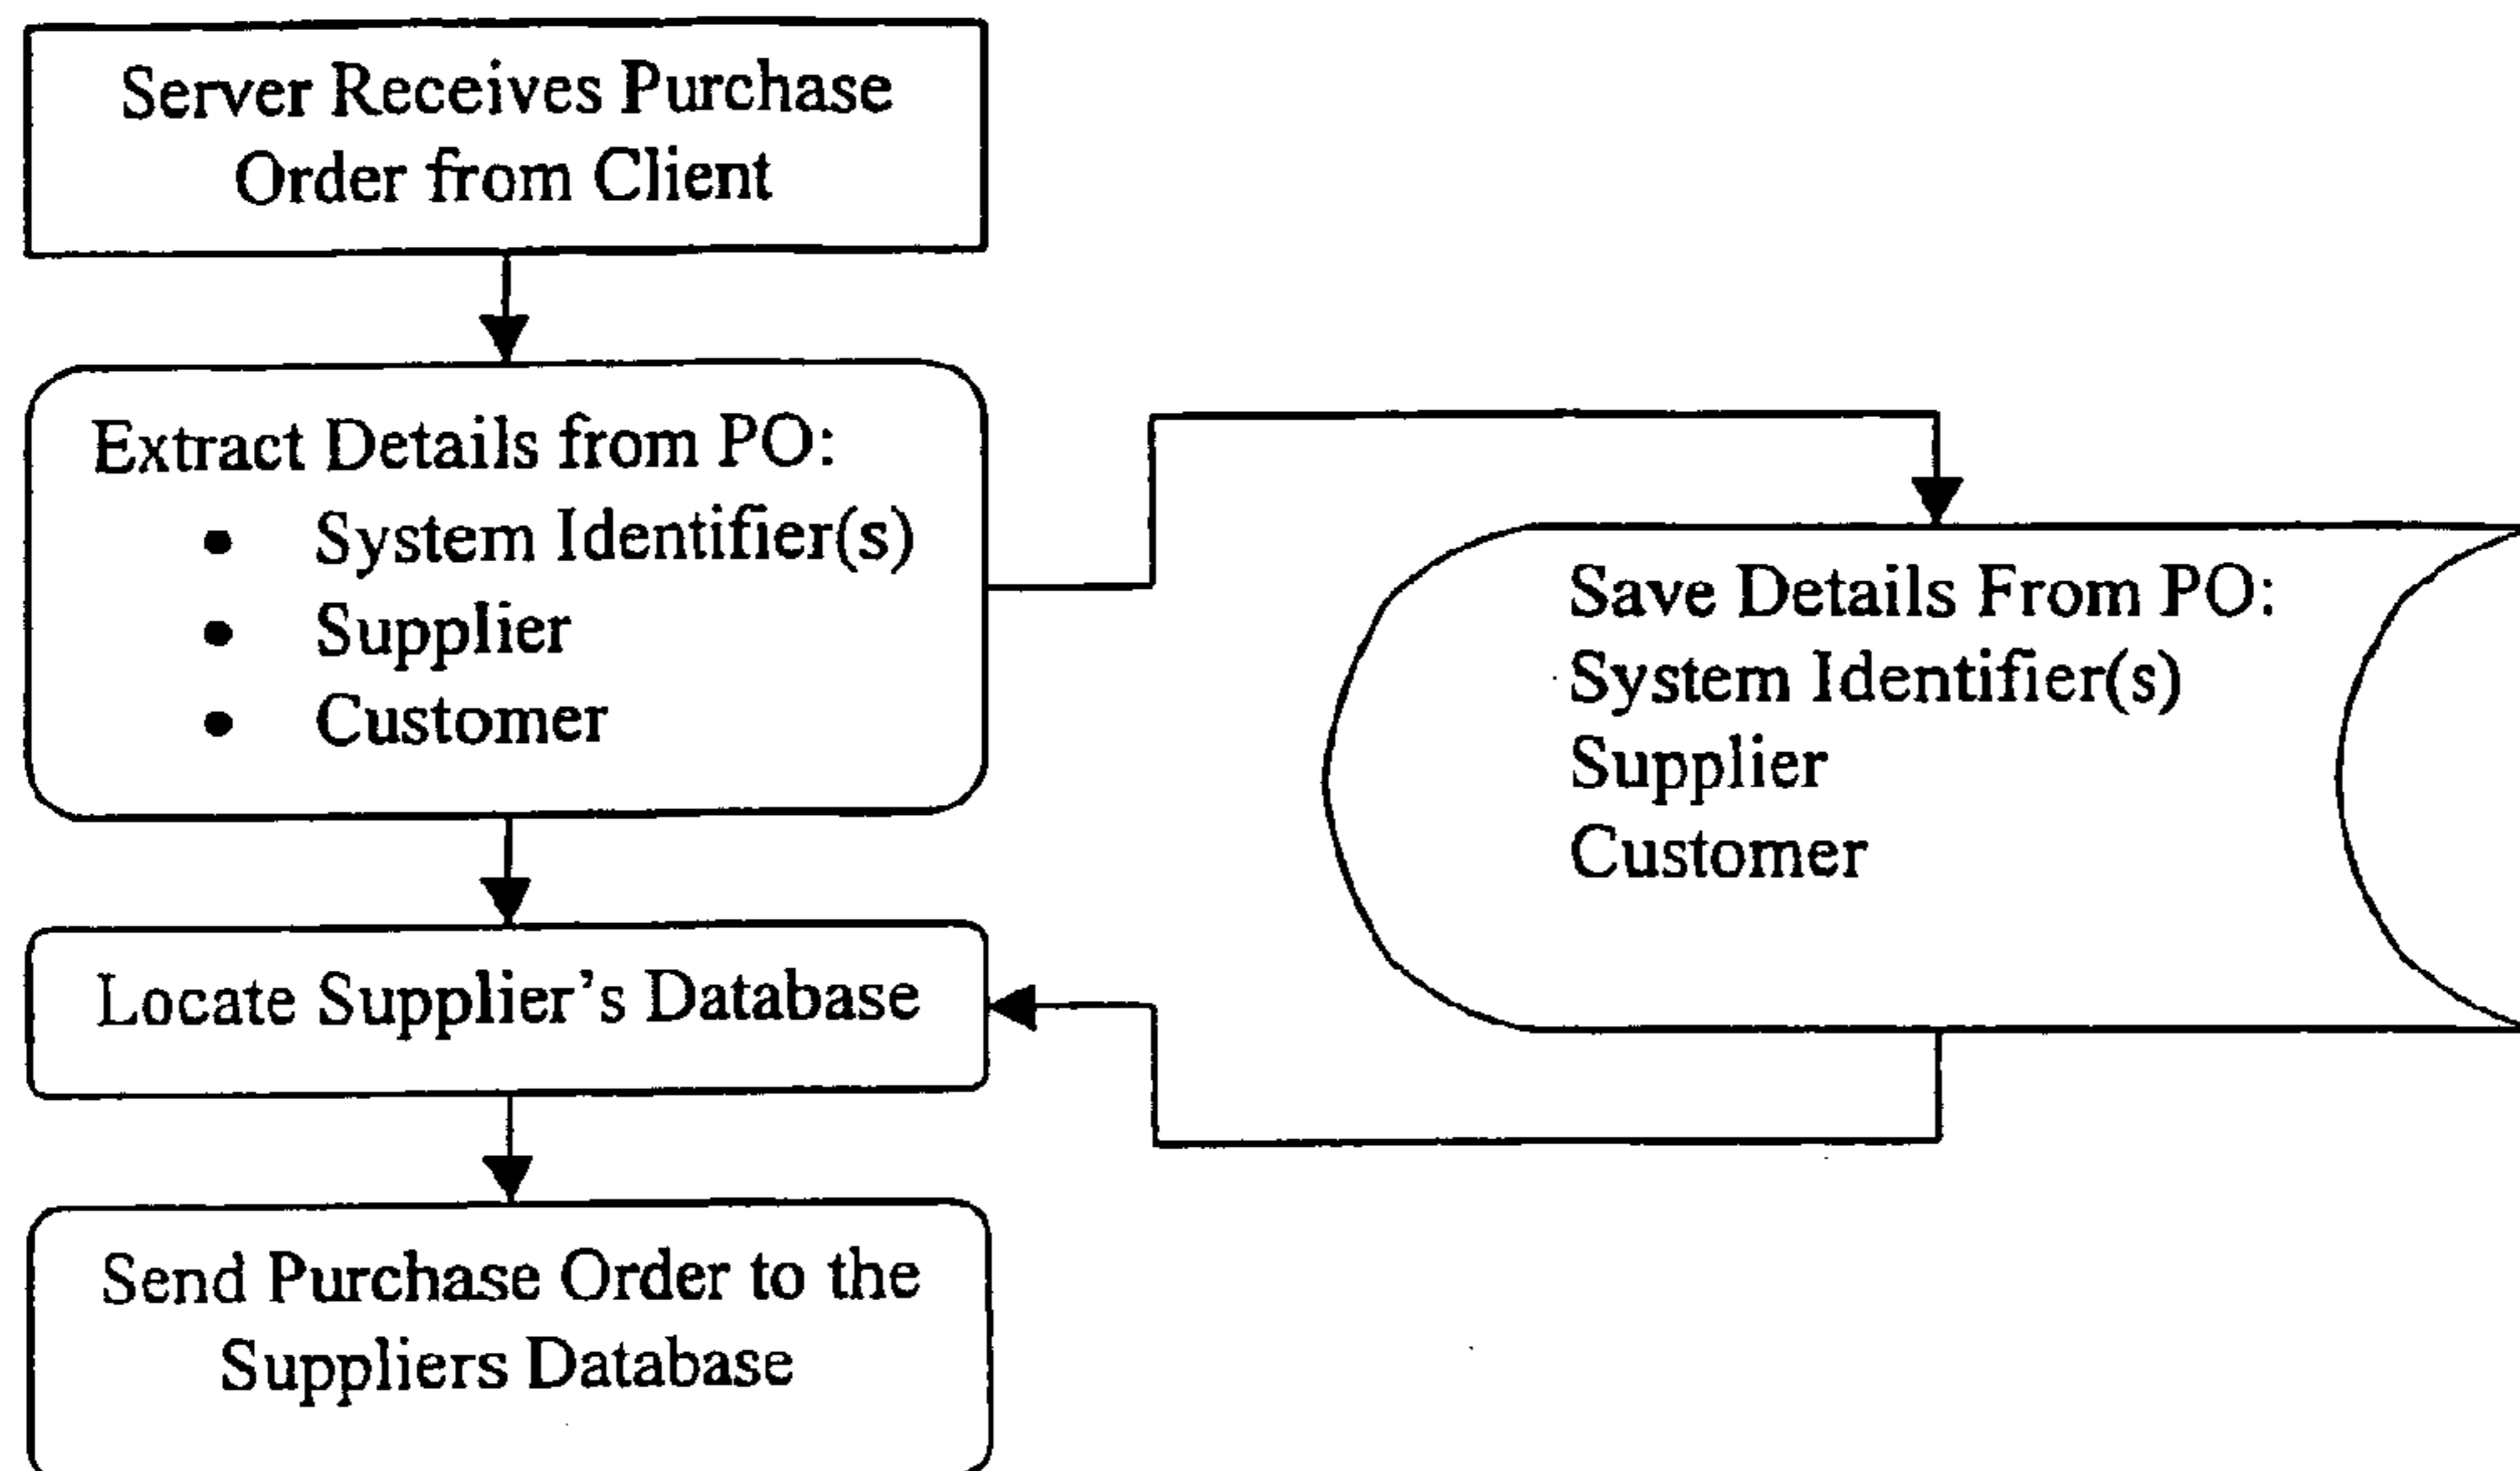 Server Receives Purchase
Order from Client
Extract Details from PO:
• System Identifier(s)
• Supplier
• Customer
Save Details From PO:
System Identifier(s)
Supplier
Customer
Locate Supplier's Database
Send Purchase Order to the
Suppliers Database